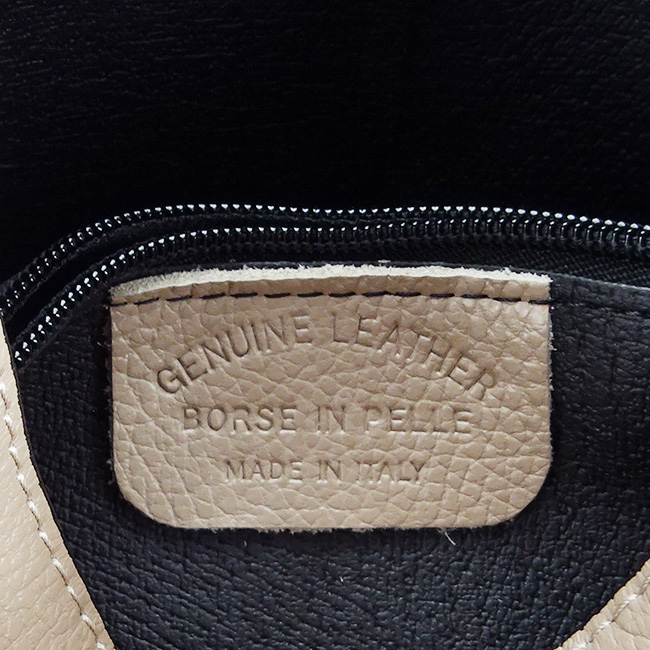 GENUINE LEATHER
BORSE IN PELLE
MADE IN ITALY